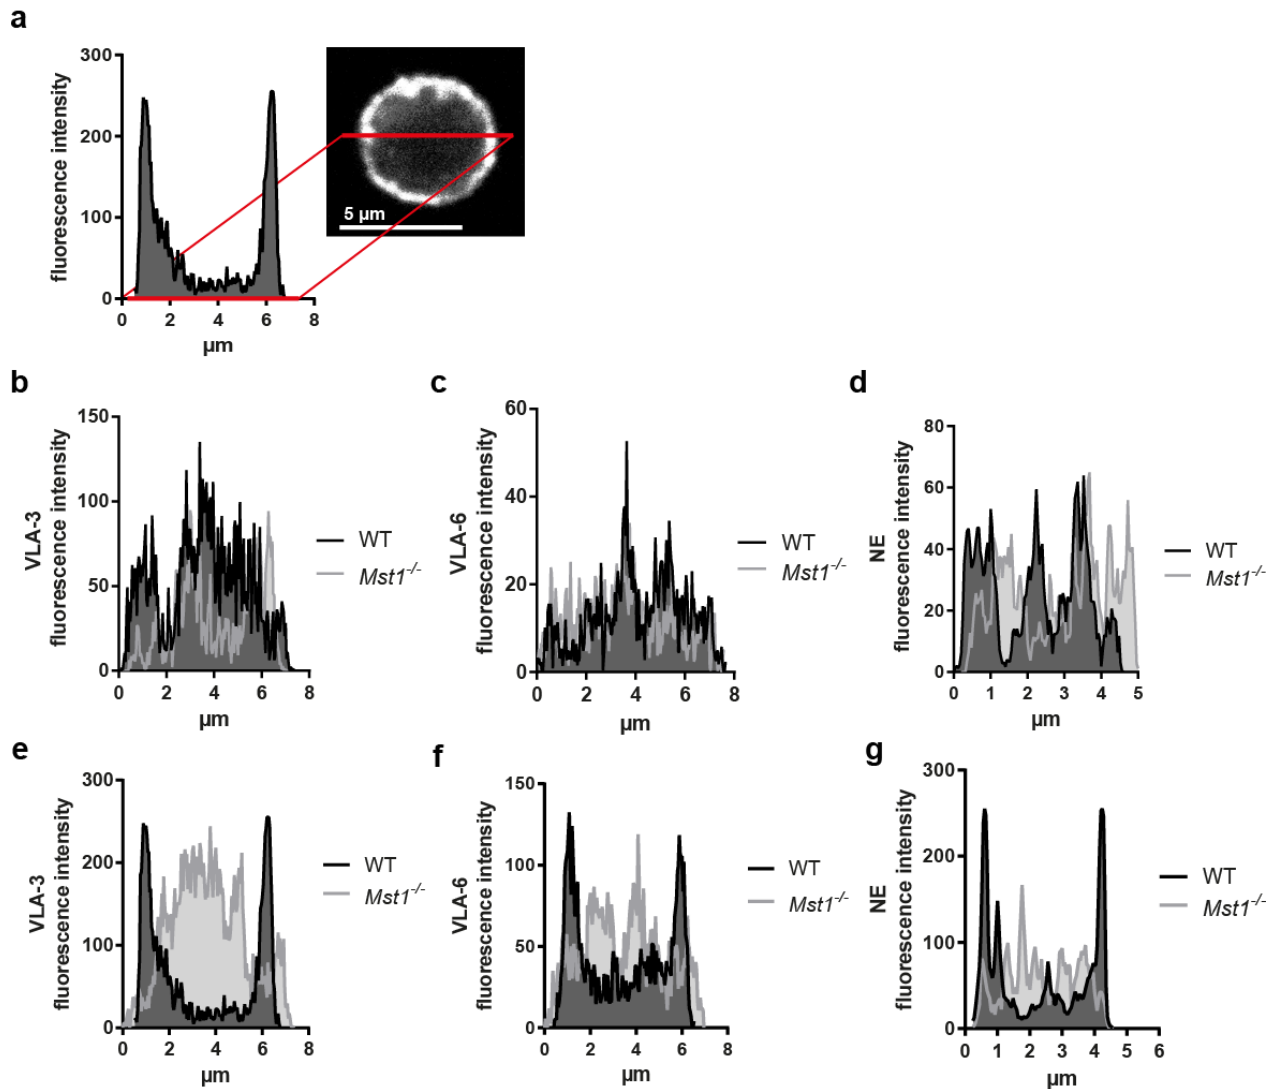 a
fluorescence intensity
300
200
100
0
0 2 4 6 8
µm
5 µm
b
VLA-3
fluorescence intensity
150
100
50
0
0 2 4 6 8
µm
WT
Mst1-/-
c
VLA-6
fluorescence intensity
60
40
20
0
0 2 4 6 8
µm
WT
Mst1-/-
d
NE
fluorescence intensity
80
60
40
20
0
0 1 2 3 4 5
µm
WT
Mst1-/-
e
VLA-3
fluorescence intensity
300
200
100
0
0 2 4 6 8
µm
WT
Mst1-/-
f
VLA-6
fluorescence intensity
150
100
50
0
0 2 4 6 8
µm
WT
Mst1-/-
g
NE
fluorescence intensity
300
200
100
0
0 1 2 3 4 5 6
µm
WT
Mst1-/-